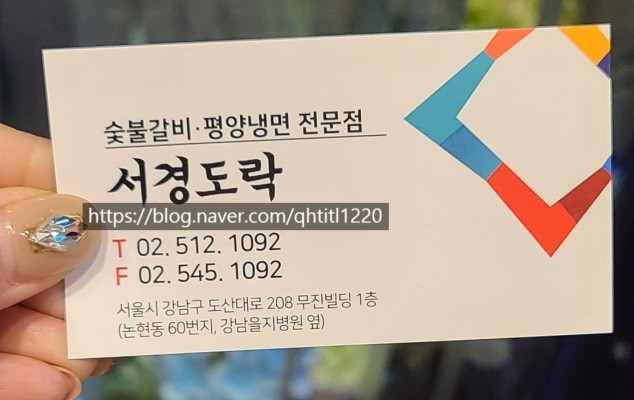 숯불갈비·평양냉면 전문점
서경도락
https://blog.naver.com/qhtitl1220
T 02. 512. 1092
F 02. 545. 1092
서울시 강남구 도산대로 208 무진빌딩 1층
(논현동 60번지, 강남을지병원 옆)